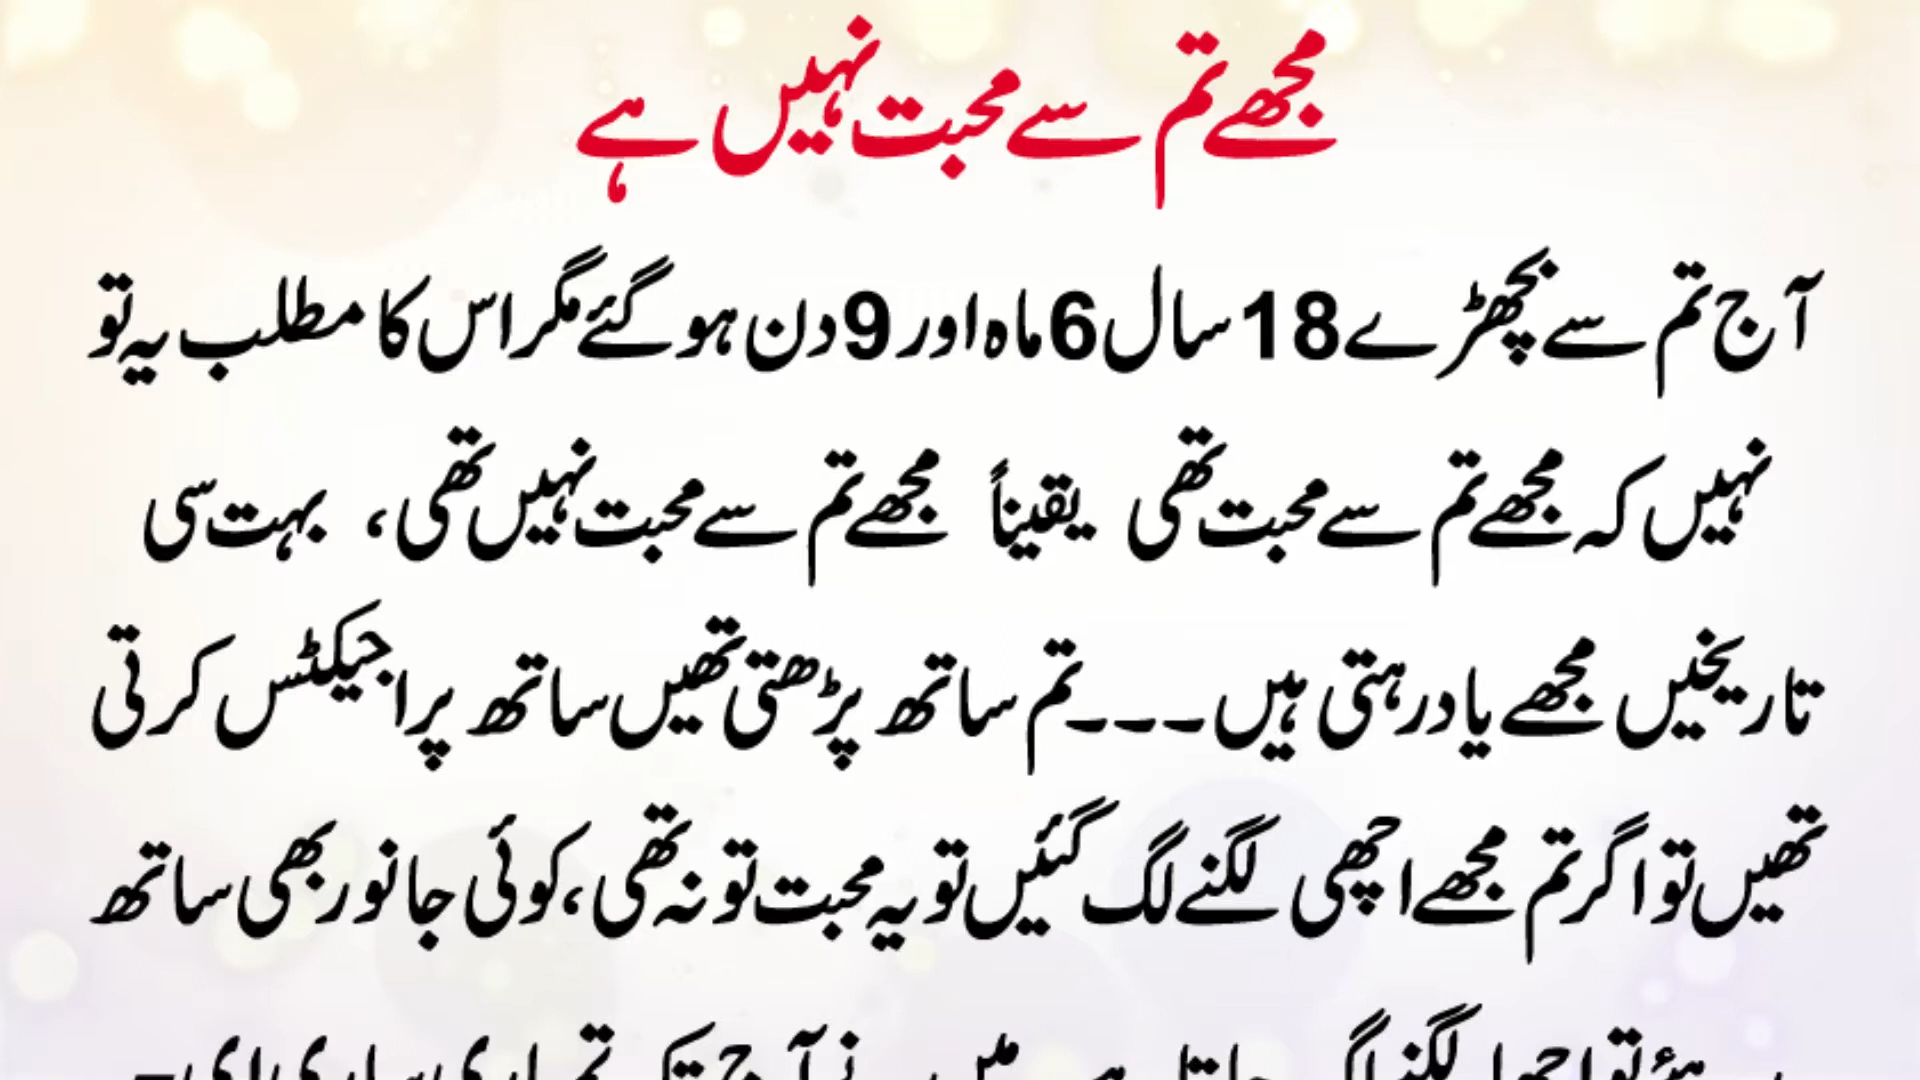 مجھے تم سے محبت نہیں ہے
آج تم سے بچھڑے 18 سال 6 ماہ اور 9 دن ہو گئے مگر اس کا مطلب یہ تو
نہیں کہ مجھے تم سے محبت تھی یقیناً مجھے تم سے محبت نہیں تھی، بہت سی
تاریخیں مجھے یاد رہتی ہیں۔۔۔تم ساتھ پڑھتی تھیں ساتھ پراجیکٹس کرتی
تھیں تو اگر تم مجھے اچھی لگنے لگ گئیں تو یہ محبت تو نہ تھی، کوئی جانور بھی ساتھ